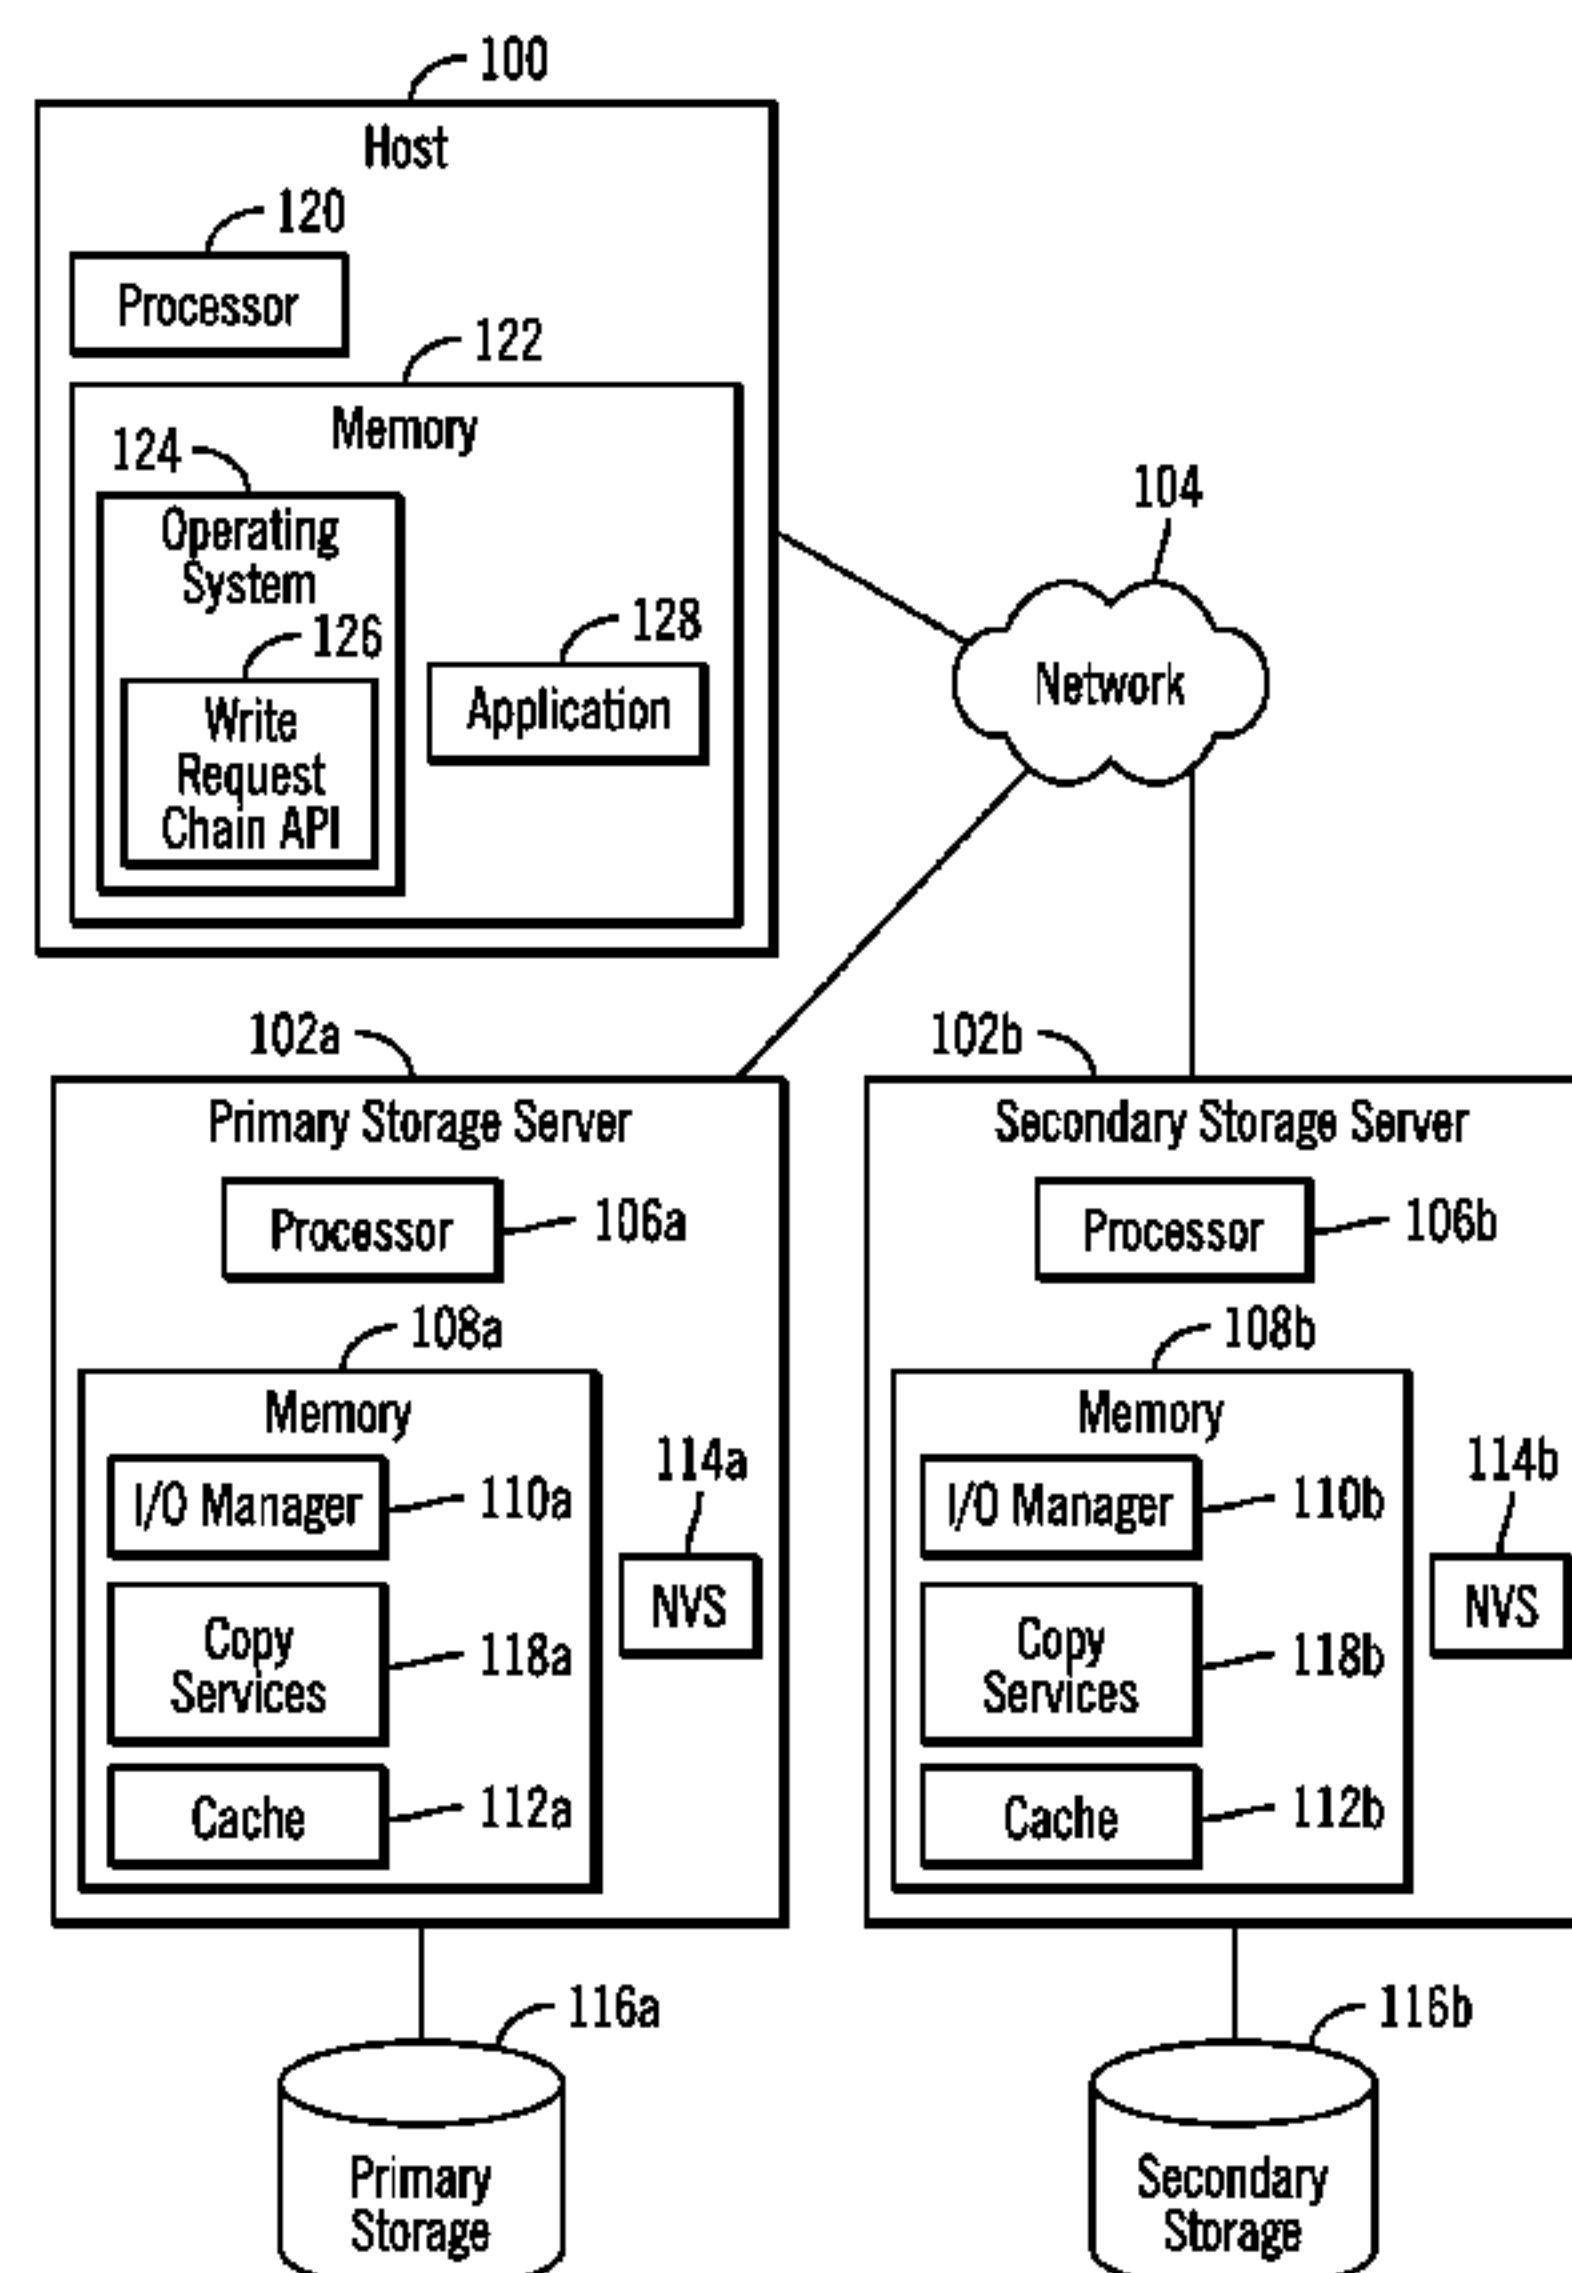 100
Host
120
Processor
122
Memory
124
Operating
System
126
Write
Request
Chain API
128
Application
104
Network
102a
Primary Storage Server
Processor
106a
108a
Memory
I/O Manager
110a
Copy
Services
118a
Cache
112a
114a
NVS
116a
Primary
Storage
102b
Secondary Storage Server
Processor
106b
108b
Memory
I/O Manager
110b
Copy
Services
118b
Cache
112b
114b
NVS
116b
Secondary
Storage